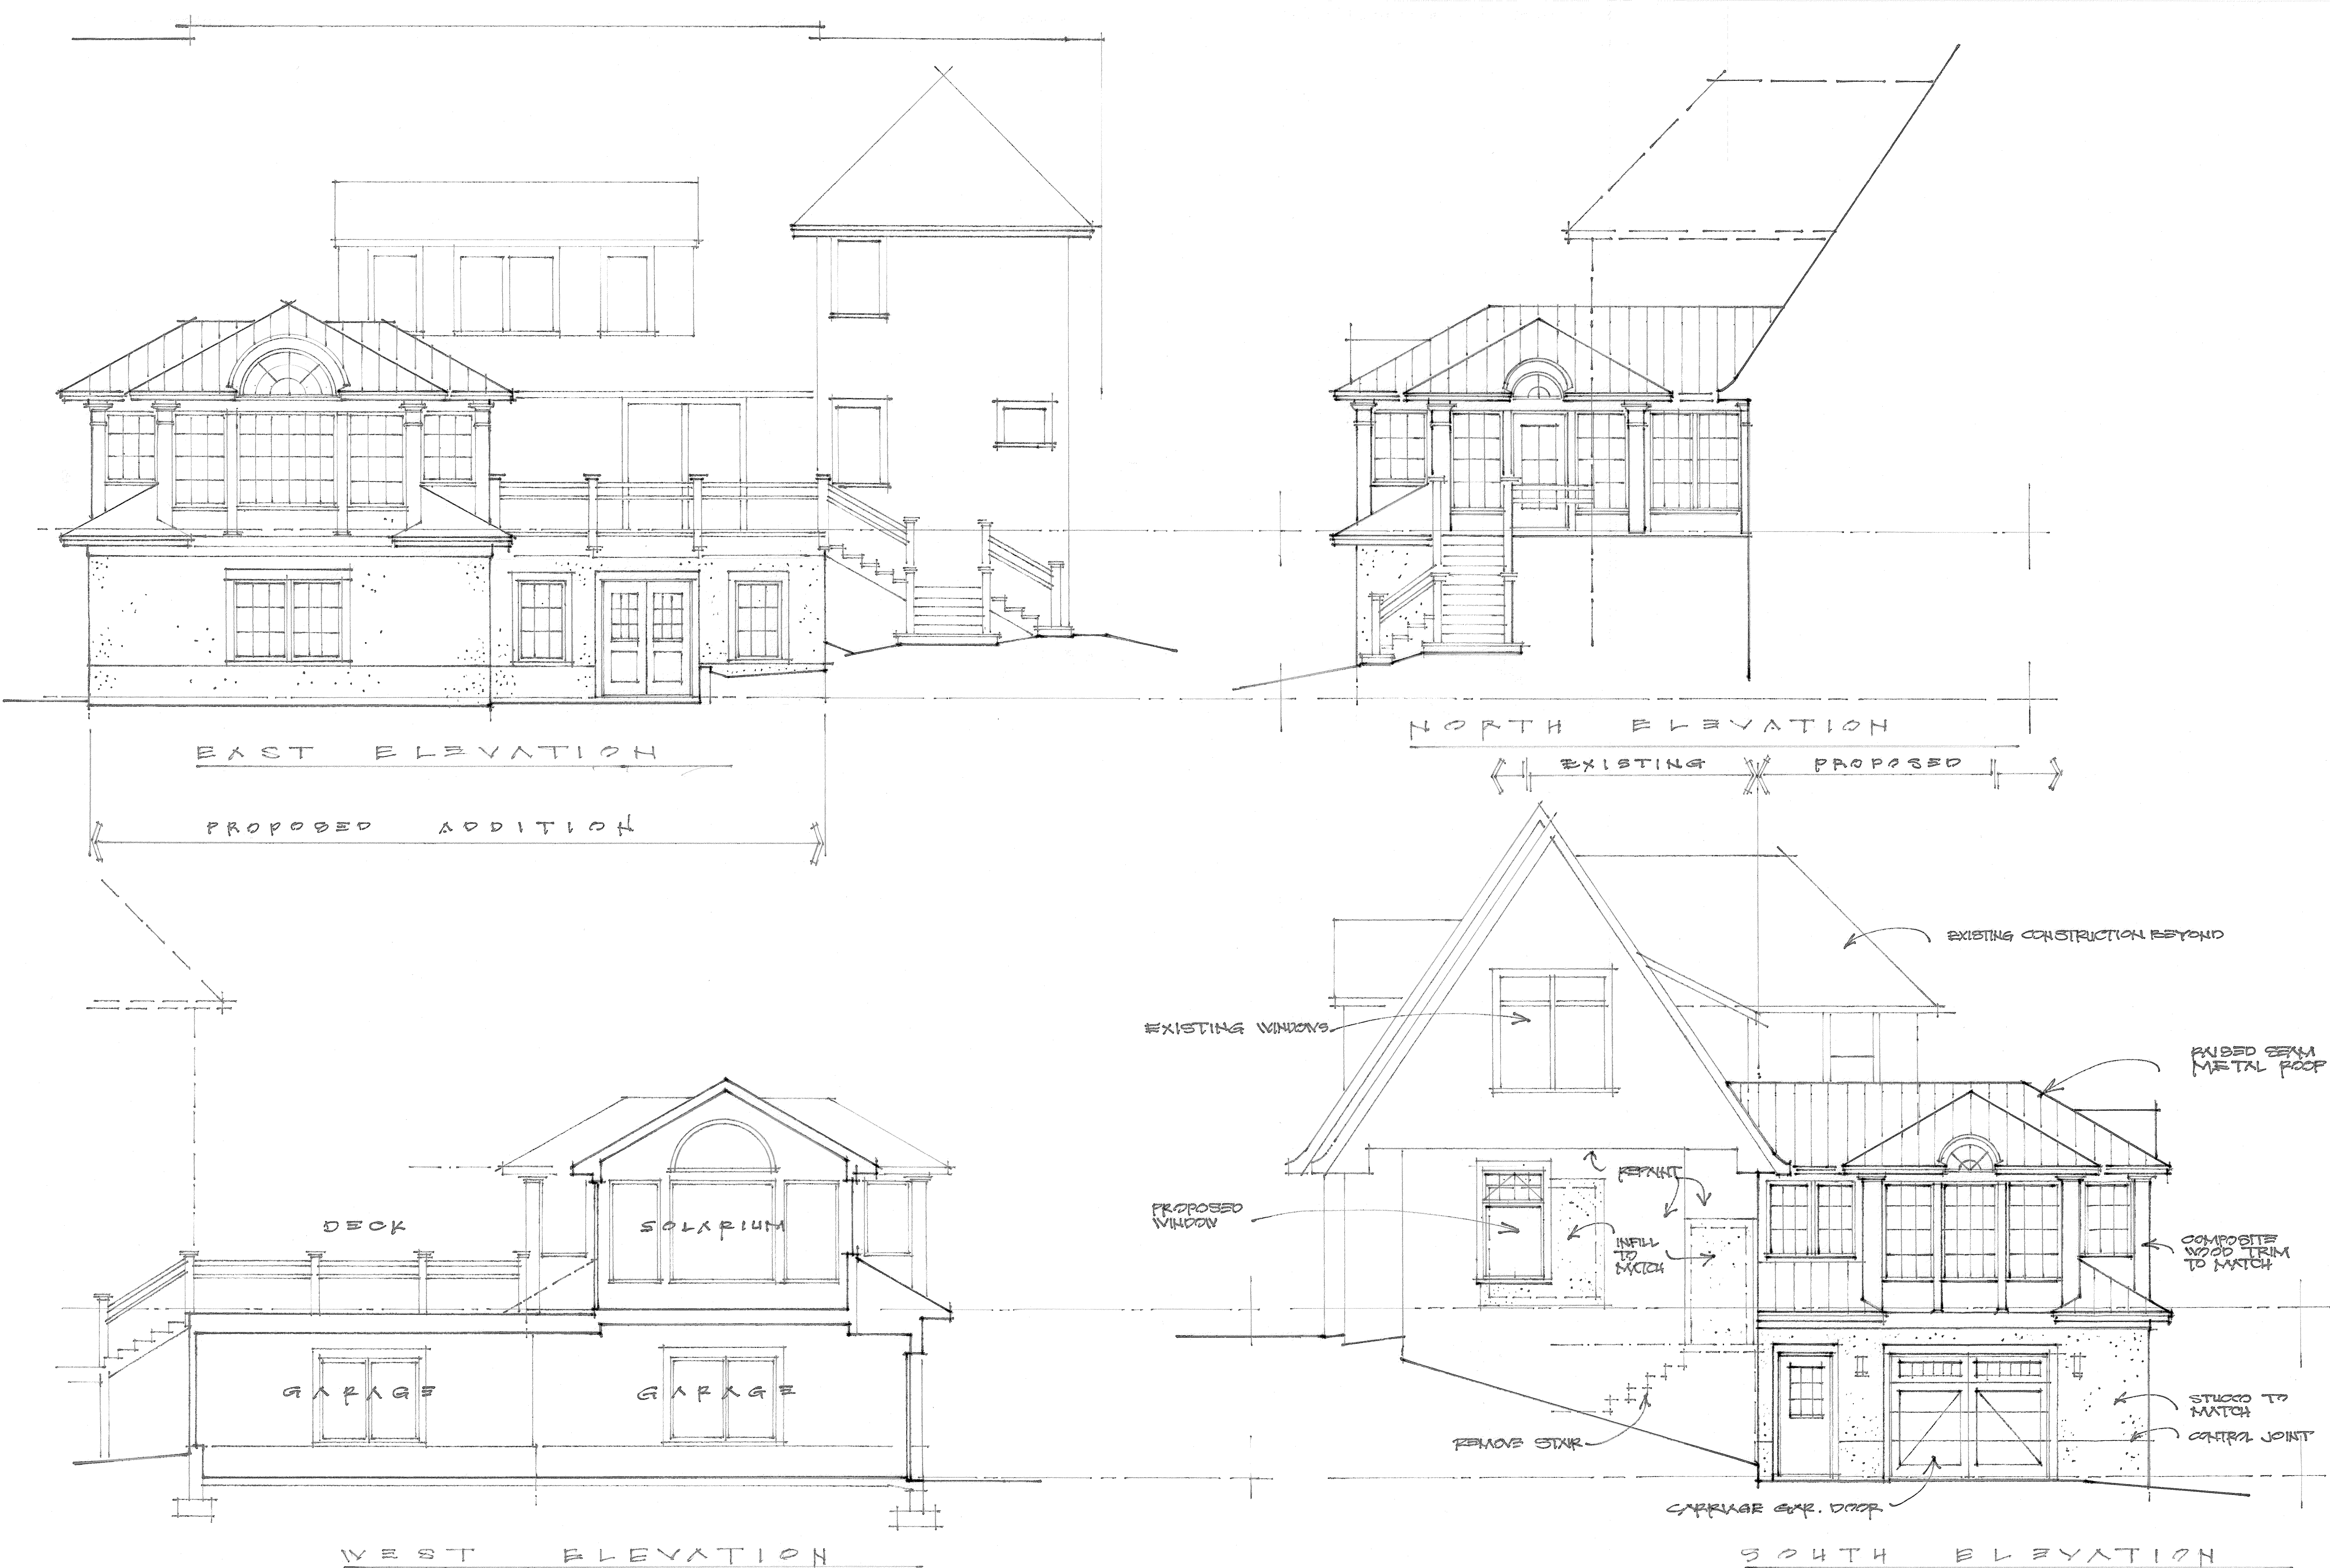 EAST ELEVATION
PROPOSED ADDITION
NORTH ELEVATION
EXISTING PROPOSED
EXISTING CONSTRUCTION BEYOND
EXISTING WINDOWS
RAISED SEAM
METAL ROOF
REPAINT
PROPOSED
WINDOW
INFILL
TO
MATCH
COMPOSITE
WOOD TRIM
TO MATCH
STUCCO TO
MATCH
CONTROL JOINT
REMOVE STAIR
CARRIAGE GAR. DOOR
DECK
SOLARIUM
GARAGE
GARAGE
WEST ELEVATION
SOUTH ELEVATION